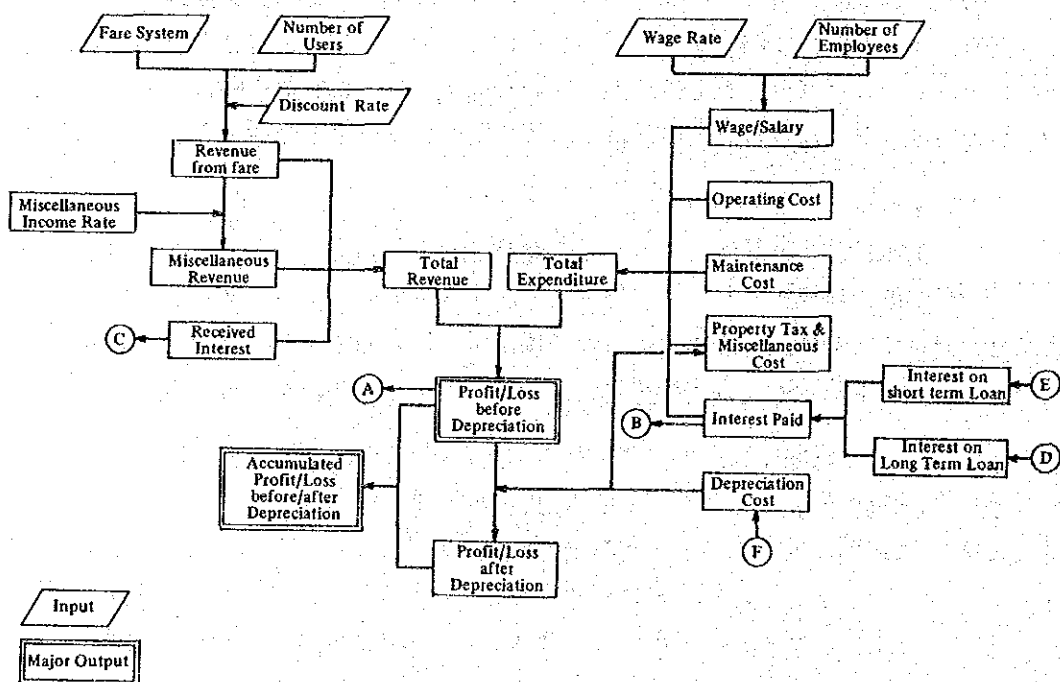 Fare System
Number of
Users
Wage Rate
Number of
Employees
Discount Rate
Wage/Salary
Revenue
from fare
Miscellaneous
Income Rate
Operating Cost
Miscellaneous
Revenue
Total
Revenue
Total
Expenditure
Maintenance
Cost
C
Received
Interest
Property Tax &
Miscellaneous
Cost
A
Profit/Loss
before
Depreciation
B
Interest Paid
Interest on
short term Loan
E
Interest on
Long Term Loan
D
Accumulated
Profit/Loss
before/after
Depreciation
Depreciation
Cost
F
Profit/Loss
after
Depreciation
Input
Major Output